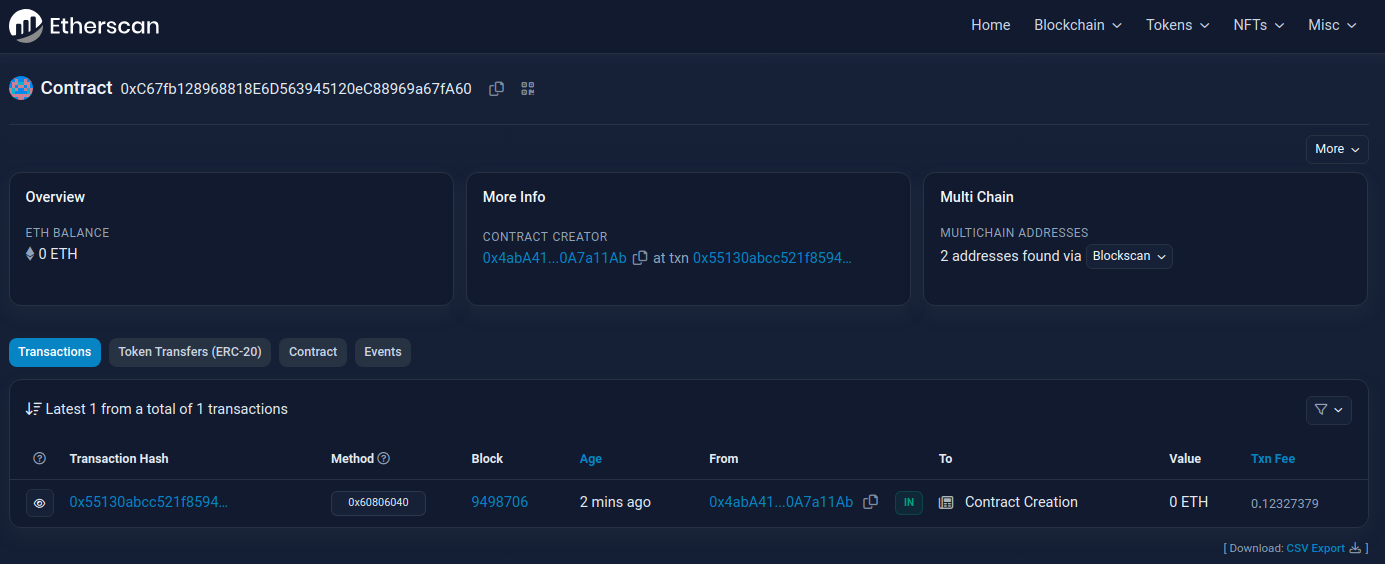 Etherscan
Home Blockchain Tokens NFTs Misc
Contract 0xC67fb128968818E6D563945120eC88969a67fA60
More
Overview
ETH BALANCE
0 ETH
More Info
CONTRACT CREATOR
0x4abA41...0A7a11Ab at txn 0x55130abcc521f8594...
Multi Chain
MULTICHAIN ADDRESSES
2 addresses found via Blockscan
Transactions Token Transfers (ERC-20) Contract Events
Latest 1 from a total of 1 transactions
Transaction Hash Method Block Age From To Value Txn Fee
0x55130abcc521f8594... 0x60806040 9498706 2 mins ago 0x4abA41...0A7a11Ab IN Contract Creation 0 ETH 0.12327379
[ Download: CSV Export ]